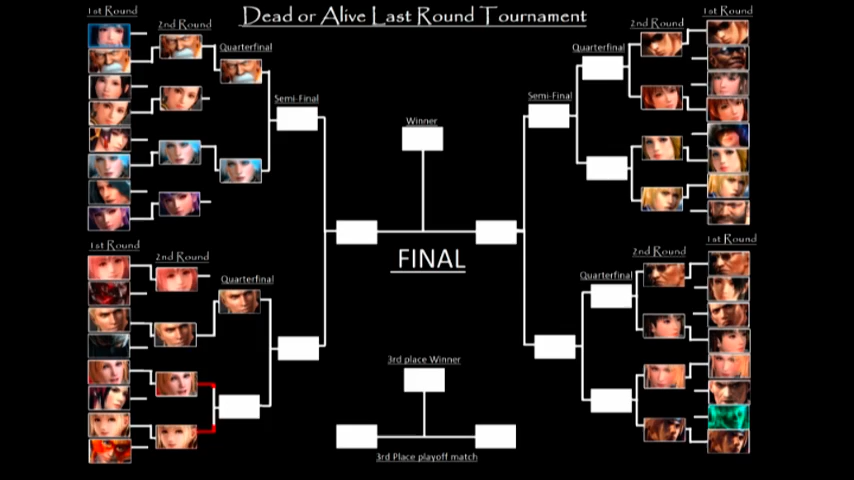 Dead or Alive Last Round Tournament
1st Round
2nd Round
Quarterfinal
Semi-Final
Winner
Semi-Final
Quarterfinal
2nd Round
1st Round
FINAL
1st Round
2nd Round
Quarterfinal
Quarterfinal
2nd Round
1st Round
3rd place Winner
3rd Place playoff match